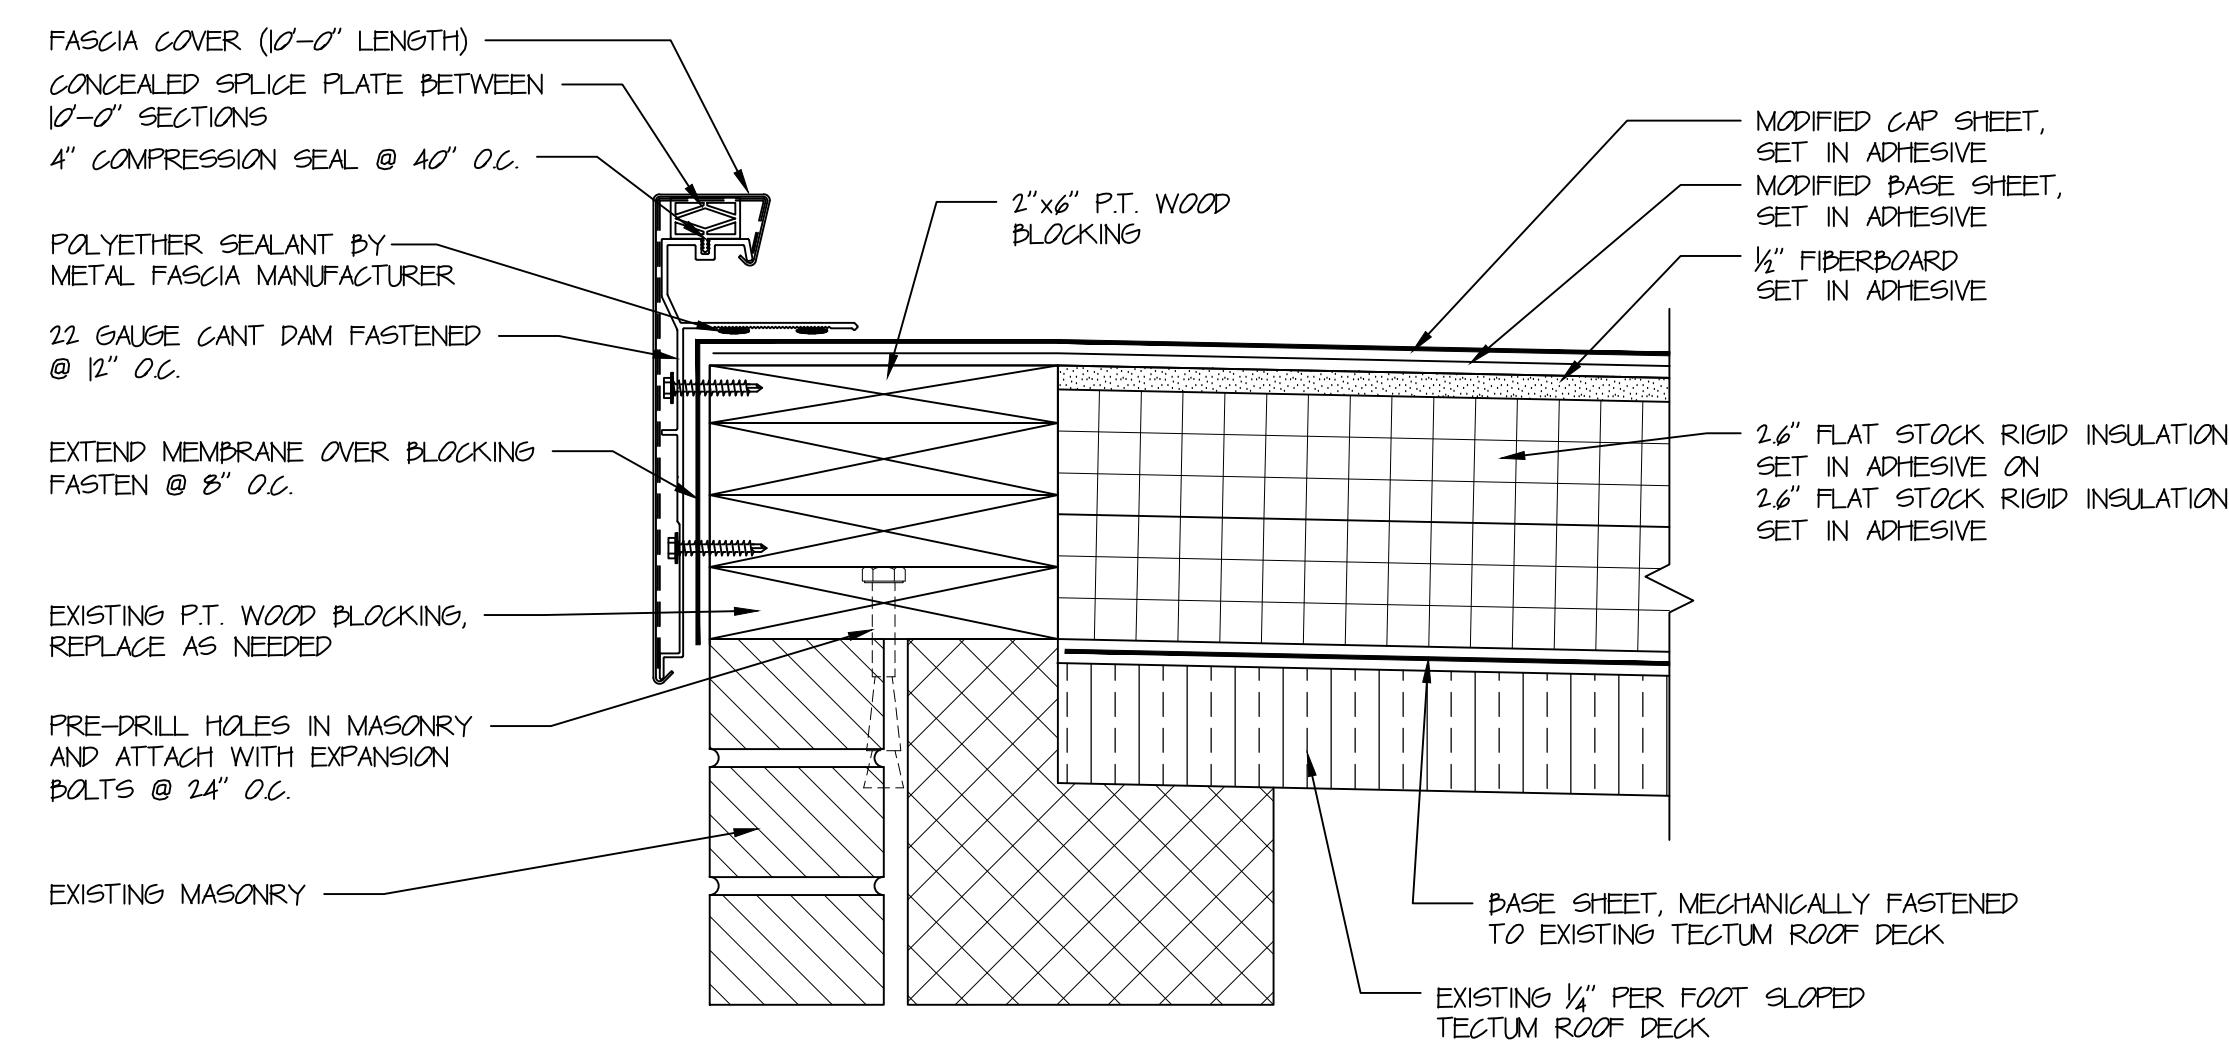 FASCIA COVER (10'-0" LENGTH)
CONCEALED SPLICE PLATE BETWEEN
10'-0" SECTIONS
4" COMPRESSION SEAL @ 40" O.C.
POLYETHER SEALANT BY
METAL FASCIA MANUFACTURER
22 GAUGE CANT DAM FASTENED
@ 12" O.C.
EXTEND MEMBRANE OVER BLOCKING
FASTEN @ 8" O.C.
EXISTING P.T. WOOD BLOCKING,
REPLACE AS NEEDED
PRE-DRILL HOLES IN MASONRY
AND ATTACH WITH EXPANSION
BOLTS @ 24" O.C.
EXISTING MASONRY
2"x6" P.T. WOOD
BLOCKING
MODIFIED CAP SHEET,
SET IN ADHESIVE
MODIFIED BASE SHEET,
SET IN ADHESIVE
½" FIBERBOARD
SET IN ADHESIVE
2.6" FLAT STOCK RIGID INSULATION
SET IN ADHESIVE ON
2.6" FLAT STOCK RIGID INSULATION
SET IN ADHESIVE
BASE SHEET, MECHANICALLY FASTENED
TO EXISTING TECTUM ROOF DECK
EXISTING ¼" PER FOOT SLOPED
TECTUM ROOF DECK